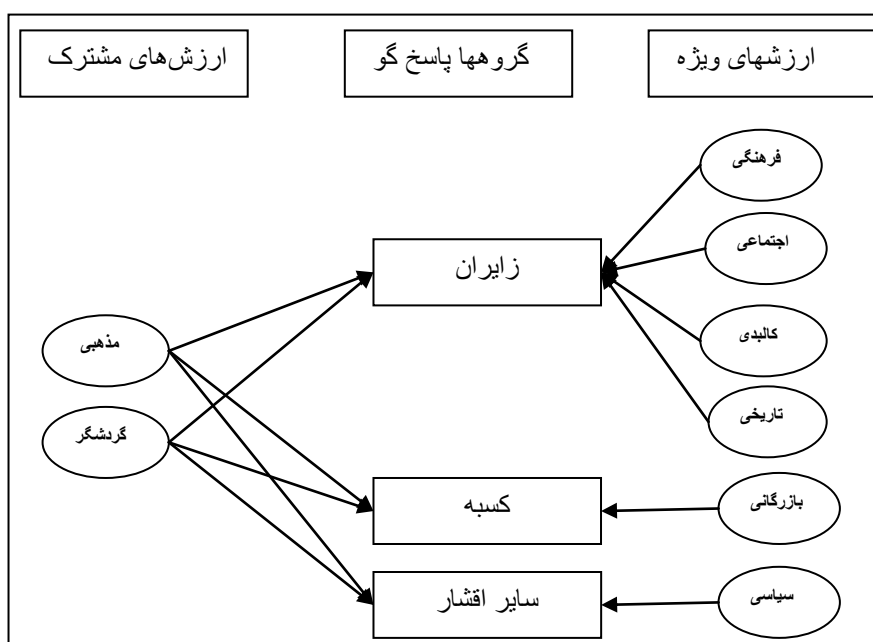 ارزشهای ویژه
گروهها پاسخ گو
ارزش‌های مشترک
فرهنگی
اجتماعی
کالبدی
تاریخی
بازرگانی
سیاسی
زایران
کسبه
سایر اقشار
مذهبی
گردشگر